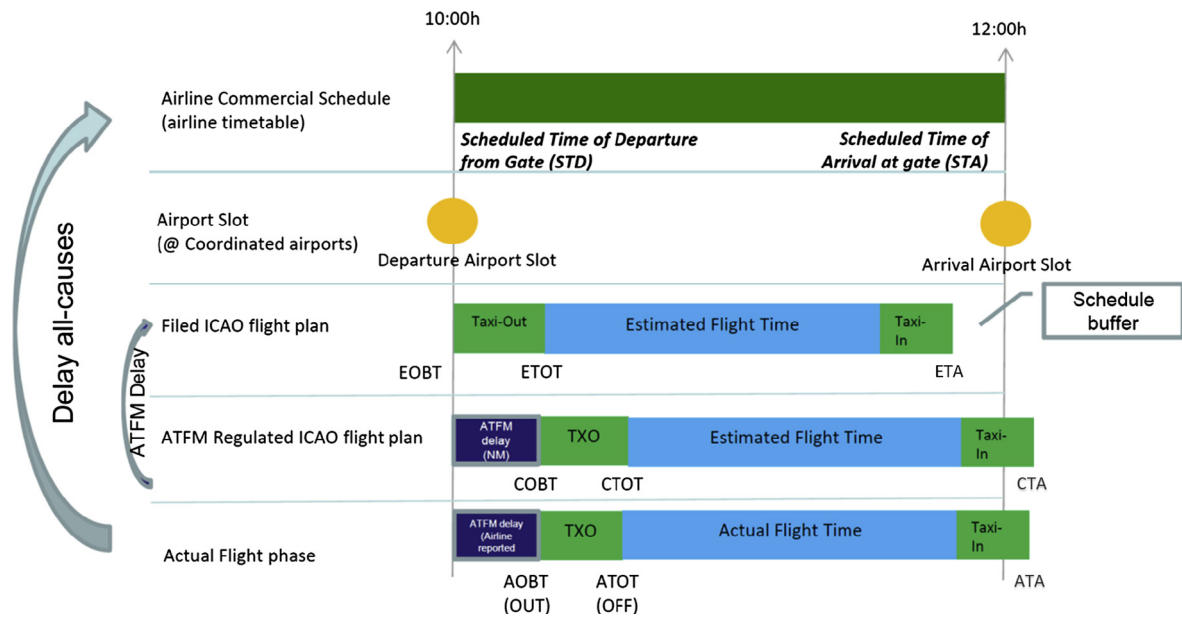 10:00h
12:00h
Airline Commercial Schedule
(airline timetable)
Scheduled Time of Departure
from Gate (STD)
Scheduled Time of
Arrival at gate (STA)
Delay all-causes
Airport Slot
(@ Coordinated airports)
Departure Airport Slot
Arrival Airport Slot
Schedule
buffer
Filed ICAO flight plan
Taxi-Out
Estimated Flight Time
Taxi-
In
EOBT
ETOT
ETA
ATFM Delay
ATFM Regulated ICAO flight plan
ATFM
delay
(NM)
TXO
Estimated Flight Time
Taxi-
In
COBT
CTOT
CTA
Actual Flight phase
ATFM delay
(Airline
reported
TXO
Actual Flight Time
Taxi-
In
AOBT
(OUT)
ATOT
(OFF)
ATA